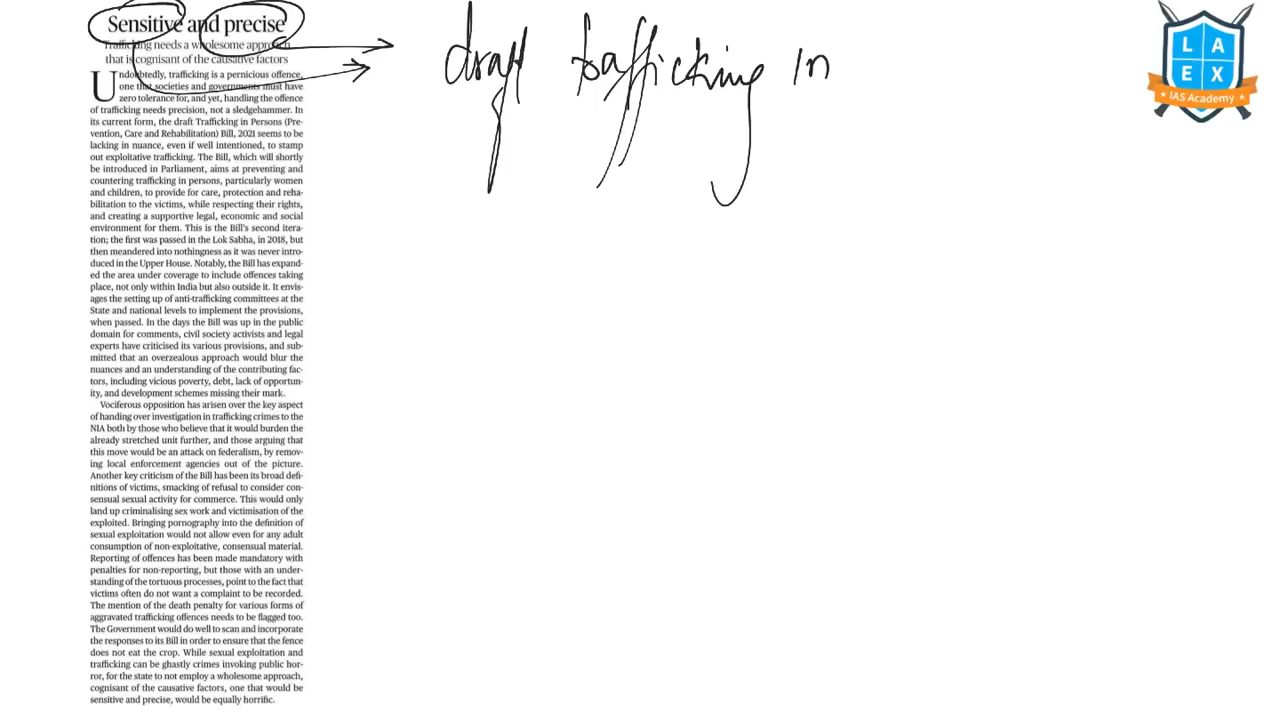 Sensitive and precise
Trafficking needs a wholesome approach
that is cognisant of the causative factors
Undoubtedly, trafficking is a pernicious offence,
one that societies and governments must have
zero tolerance for, and yet, handling the offence
of trafficking needs precision, not a sledgehammer. In
its current form, the draft Trafficking in Persons (Pre-
vention, Care and Rehabilitation) Bill, 2021 seems to be
lacking in nuance, even if well intentioned, to stamp
out exploitative trafficking. The Bill, which will shortly
be introduced in Parliament, aims at preventing and
countering trafficking in persons, particularly women
and children, to provide for care, protection and reha-
bilitation to the victims, while respecting their rights,
and creating a supportive legal, economic and social
environment for them. This is the Bill's second itera-
tion; the first was passed in the Lok Sabha, in 2018, but
then meandered into nothingness as it was never intro-
duced in the Upper House. Notably, the Bill has expand-
ed the area under coverage to include offences taking
place, not only within India but also outside it. It envis-
ages the setting up of anti-trafficking committees at the
State and national levels to implement the provisions,
when passed. In the days the Bill was up in the public
domain for comments, civil society activists and legal
experts have criticised its various provisions, and sub-
mitted that an overzealous approach would blur the
nuances and an understanding of the contributing fac-
tors, including vicious poverty, debt, lack of opportun-
ity, and development schemes missing their mark.
Vociferous opposition has arisen over the key aspect
of handing over investigation in trafficking crimes to the
NIA both by those who believe that it would burden the
already stretched unit further, and those arguing that
this move would be an attack on federalism, by remov-
ing local enforcement agencies out of the picture.
Another key criticism of the Bill has been its broad defi-
nitions of victims, smacking of refusal to consider con-
sensual sexual activity for commerce. This would only
land up criminalising sex work and victimisation of the
exploited. Bringing pornography into the definition of
sexual exploitation would not allow even for any adult
consumption of non-exploitative, consensual material.
Reporting of offences has been made mandatory with
penalties for non-reporting, but those with an under-
standing of the tortuous processes, point to the fact that
victims often do not want a complaint to be recorded.
The mention of the death penalty for various forms of
aggravated trafficking offences needs to be flagged too.
The Government would do well to scan and incorporate
the responses to its Bill in order to ensure that the fence
does not eat the crop. While sexual exploitation and
trafficking can be ghastly crimes invoking public hor-
ror, for the state to not employ a wholesome approach,
cognisant of the causative factors, one that would be
sensitive and precise, would be equally horrific.
draft trafficking In
L A
E X
IAS Academy